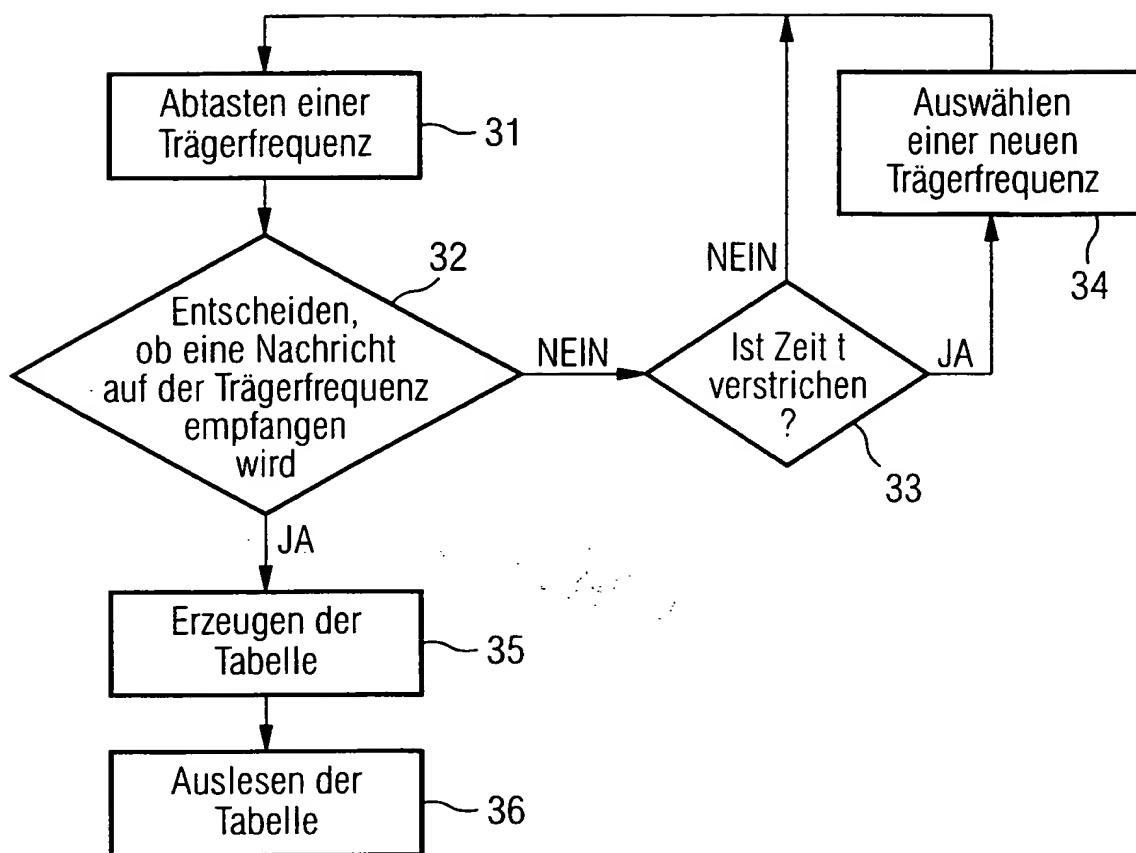 Abtasten einer
Trägerfrequenz
31
Auswählen
einer neuen
Trägerfrequenz
34
32
Entscheiden,
ob eine Nachricht
auf der Trägerfrequenz
empfangen
wird
NEIN
NEIN
Ist Zeit t
verstrichen
?
JA
33
JA
Erzeugen der
Tabelle
35
Auslesen der
Tabelle
36